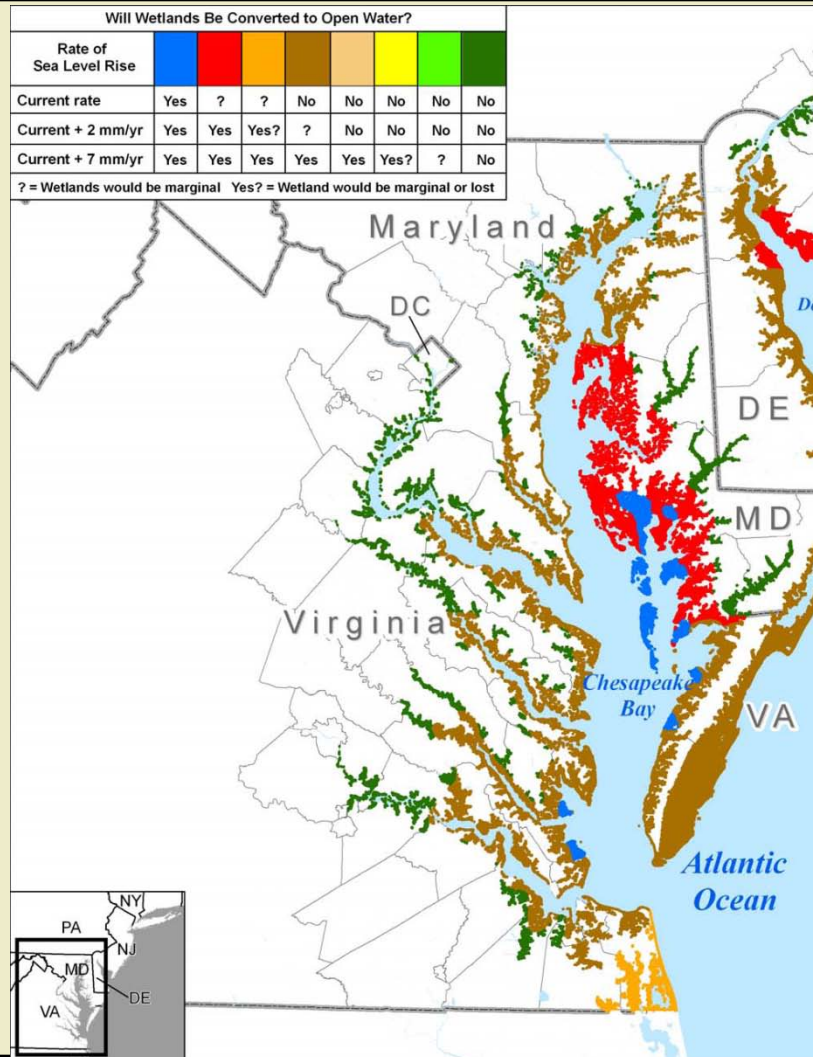 Will Wetlands Be Converted to Open Water?
Rate of
Sea Level Rise
Current rate Yes ? ? No No No No No
Current + 2 mm/yr Yes Yes Yes? ? No No No No
Current + 7 mm/yr Yes Yes Yes Yes Yes Yes? ? No
? = Wetlands would be marginal Yes? = Wetland would be marginal or lost
Maryland
DC
De
DE
MD
Virginia
Chesapeake
Bay
VA
Atlantic
Ocean
NY
PA
NJ
MD
DE
VA